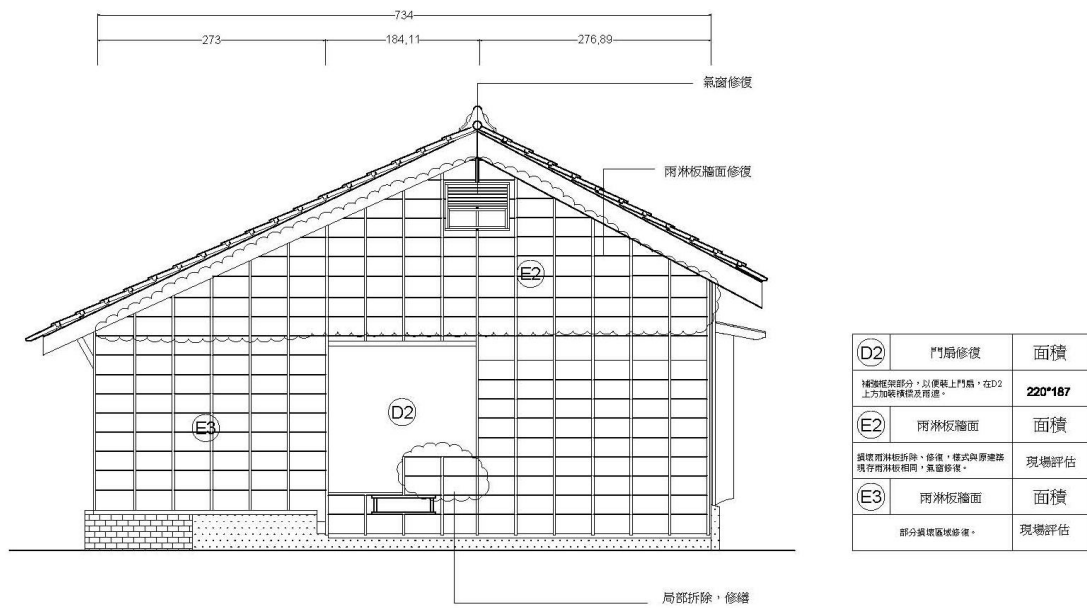 734
273
184,11
276,89
氣窗修復
雨淋板牆面修復
E2
D2
E3
局部拆除，修繕
D2 門扇修復 面積
補強框架部分，以便裝上門扇，在D2
上方加裝橫樑及雨遮。
220*187
E2 雨淋板牆面 面積
損壞雨淋板拆除、修復，樣式與原建築
現存雨淋板相同，氣窗修復。
現場評估
E3 雨淋板牆面 面積
部分損壞區域修復。 現場評估